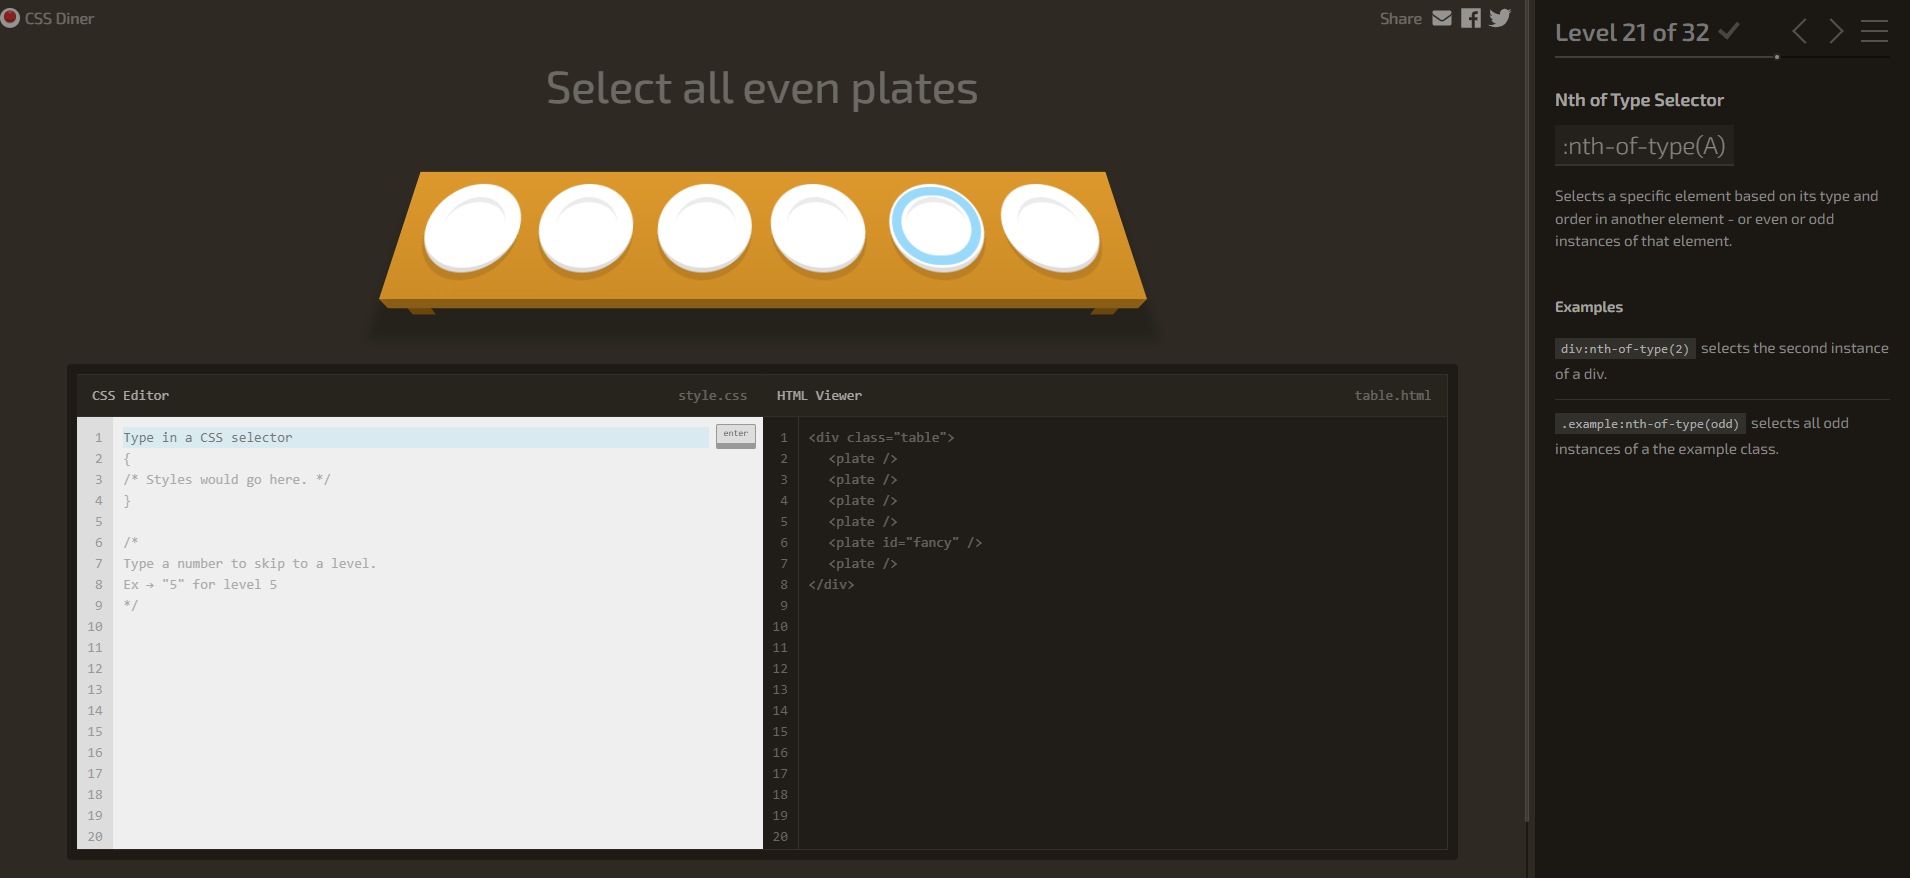 CSS Diner
Share
Select all even plates
CSS Editor
style.css
HTML Viewer
table.html
1
2
3
4
5
6
7
8
9
10
11
12
13
14
15
16
17
18
19
20
Type in a CSS selector
enter
{
/* Styles would go here. */
}
/*
Type a number to skip to a level.
Ex → "5" for level 5
*/
1
2
3
4
5
6
7
8
9
10
11
12
13
14
15
16
17
18
19
20
<div class="table">
<plate />
<plate />
<plate />
<plate />
<plate id="fancy" />
<plate />
</div>
Level 21 of 32
Nth of Type Selector
:nth-of-type(A)
Selects a specific element based on its type and
order in another element - or even or odd
instances of that element.
Examples
div:nth-of-type(2) selects the second instance
of a div.
.example:nth-of-type(odd) selects all odd
instances of a the example class.